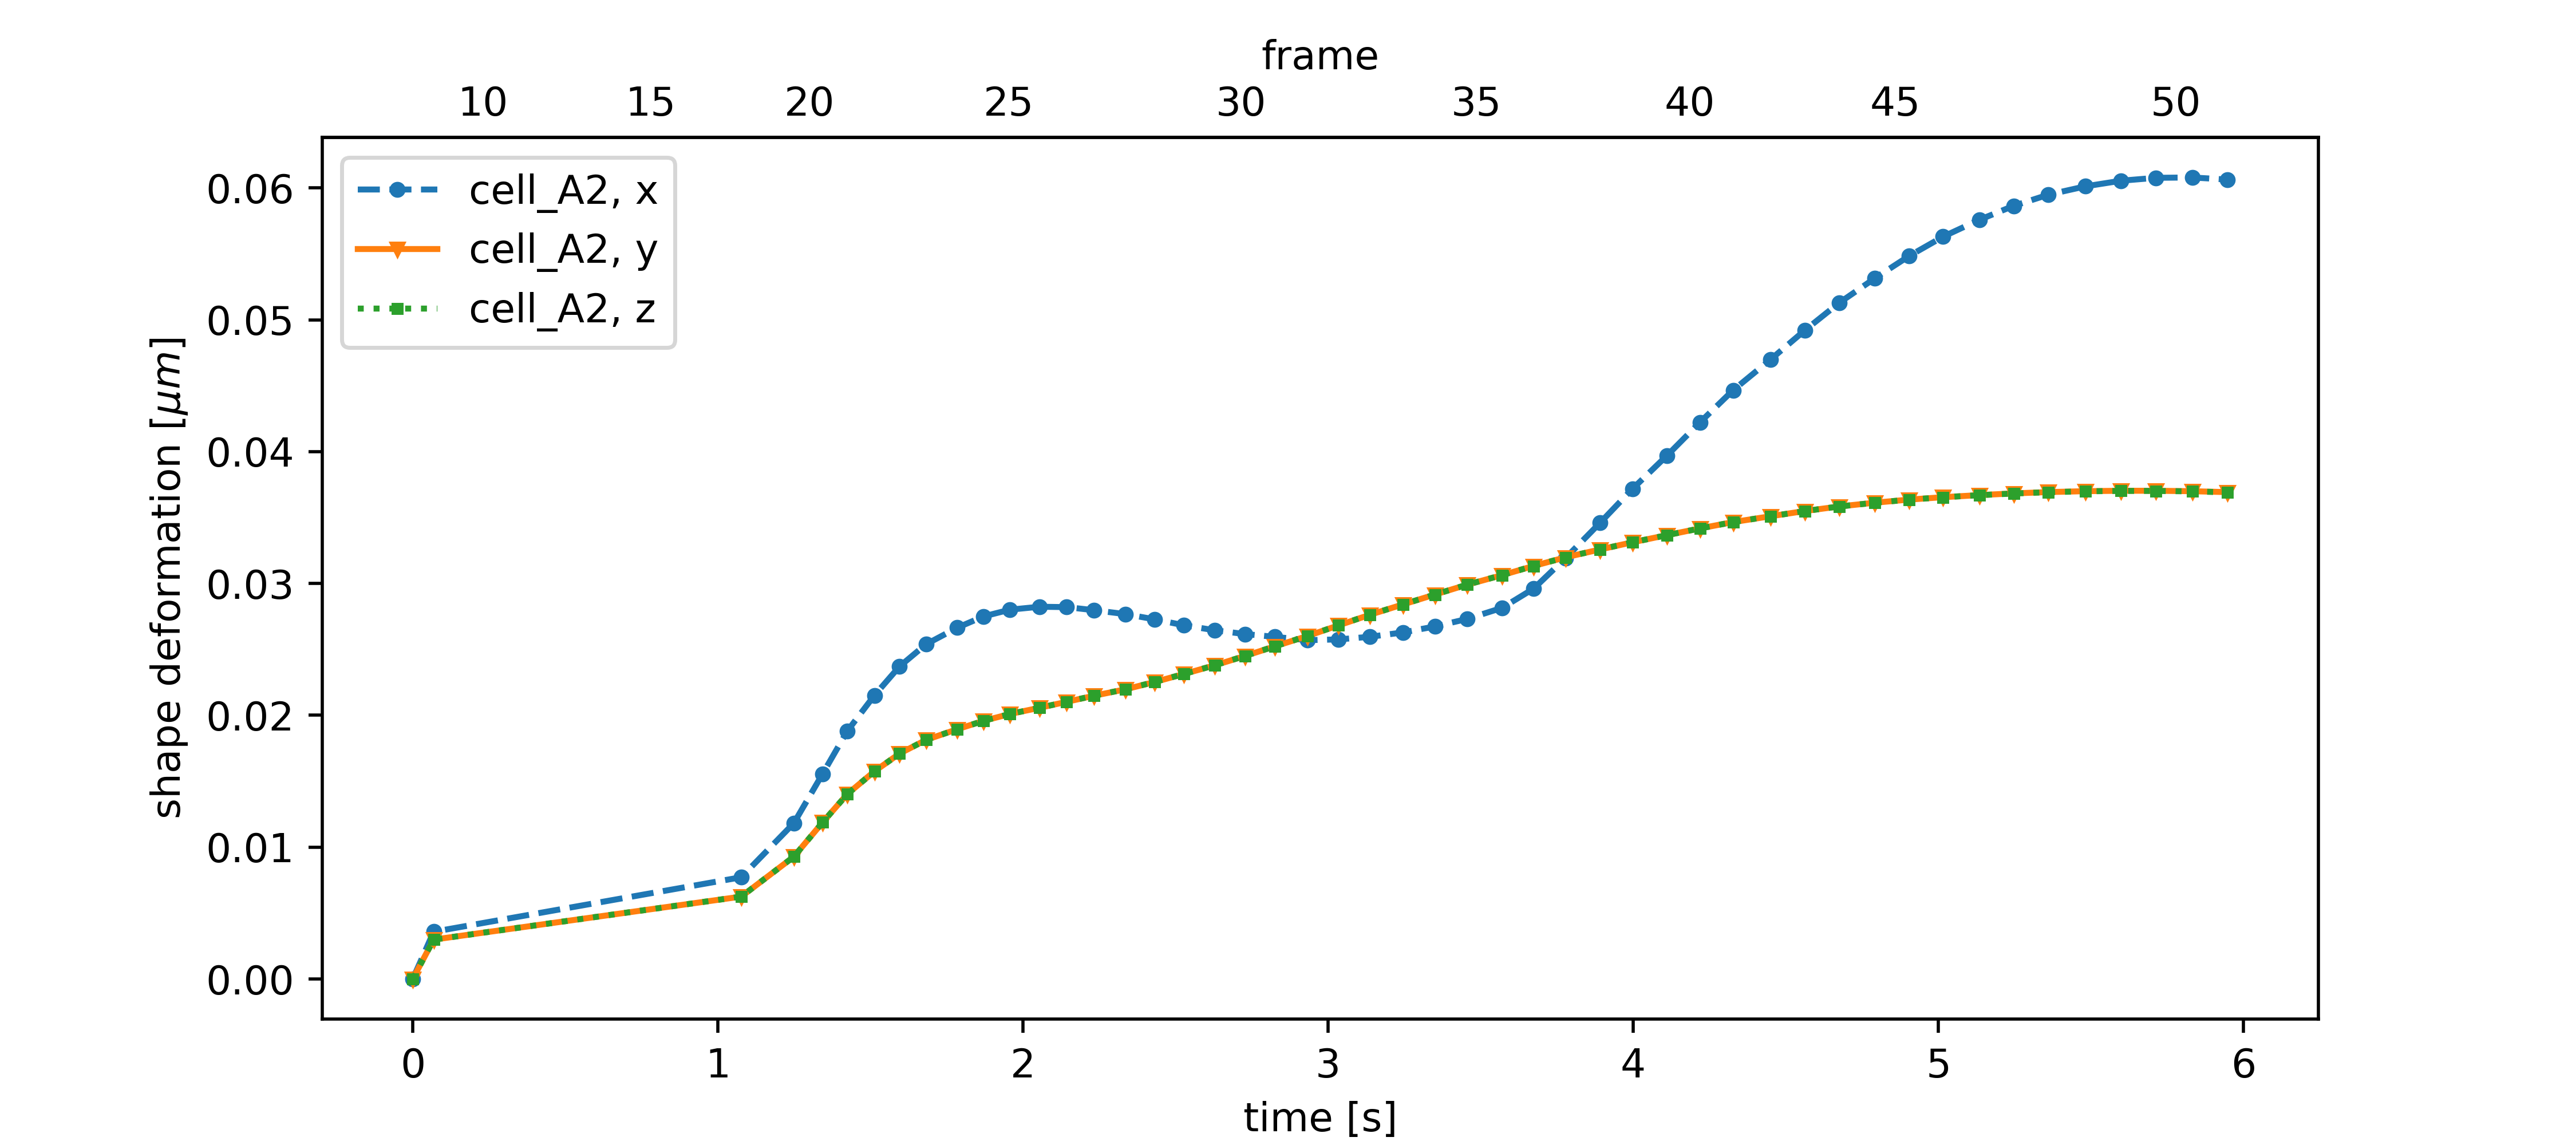 frame
10 15 20 25 30 35 40 45 50
cell_A2, x
cell_A2, y
cell_A2, z
shape deformation [μm]
0.06
0.05
0.04
0.03
0.02
0.01
0.00
0 1 2 3 4 5 6
time [s]